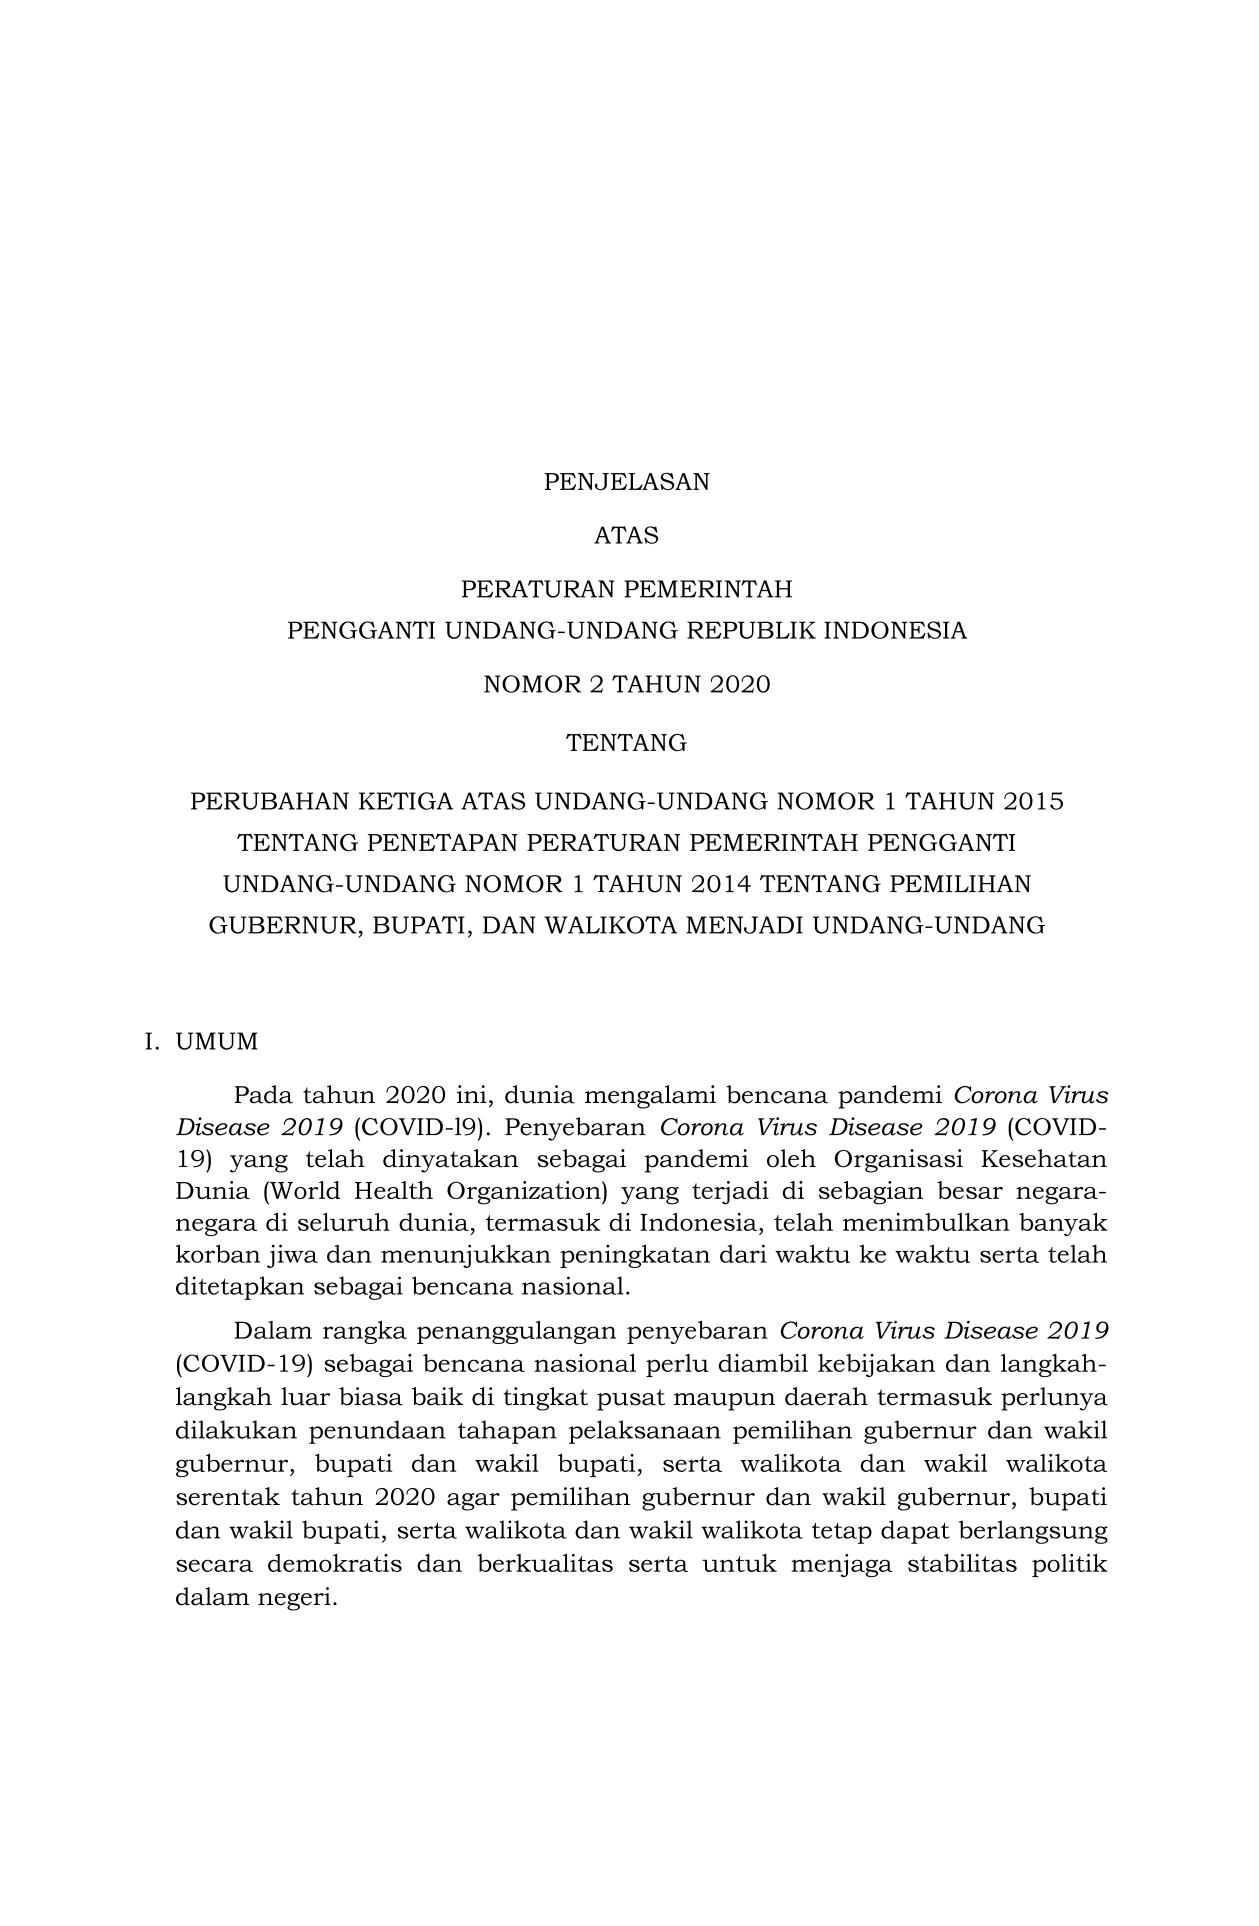 PENJELASAN
ATAS
PERATURAN PEMERINTAH
PENGGANTI UNDANG-UNDANG REPUBLIK INDONESIA
NOMOR 2 TAHUN 2020
TENTANG
PERUBAHAN KETIGA ATAS UNDANG-UNDANG NOMOR 1 TAHUN 2015
TENTANG PENETAPAN PERATURAN PEMERINTAH PENGGANTI
UNDANG-UNDANG NOMOR 1 TAHUN 2014 TENTANG PEMILIHAN
GUBERNUR, BUPATI, DAN WALIKOTA MENJADI UNDANG-UNDANG
I. UMUM
Pada tahun 2020 ini, dunia mengalami bencana pandemi Corona Virus
Disease 2019 (COVID-l9). Penyebaran Corona Virus Disease 2019 (COVID-
19) yang telah dinyatakan sebagai pandemi oleh Organisasi Kesehatan
Dunia (World Health Organization) yang terjadi di sebagian besar negara-
negara di seluruh dunia, termasuk di Indonesia, telah menimbulkan banyak
korban jiwa dan menunjukkan peningkatan dari waktu ke waktu serta telah
ditetapkan sebagai bencana nasional.
Dalam rangka penanggulangan penyebaran Corona Virus Disease 2019
(COVID-19) sebagai bencana nasional perlu diambil kebijakan dan langkah-
langkah luar biasa baik di tingkat pusat maupun daerah termasuk perlunya
dilakukan penundaan tahapan pelaksanaan pemilihan gubernur dan wakil
gubernur, bupati dan wakil bupati, serta walikota dan wakil walikota
serentak tahun 2020 agar pemilihan gubernur dan wakil gubernur, bupati
dan wakil bupati, serta walikota dan wakil walikota tetap dapat berlangsung
secara demokratis dan berkualitas serta untuk menjaga stabilitas politik
dalam negeri.